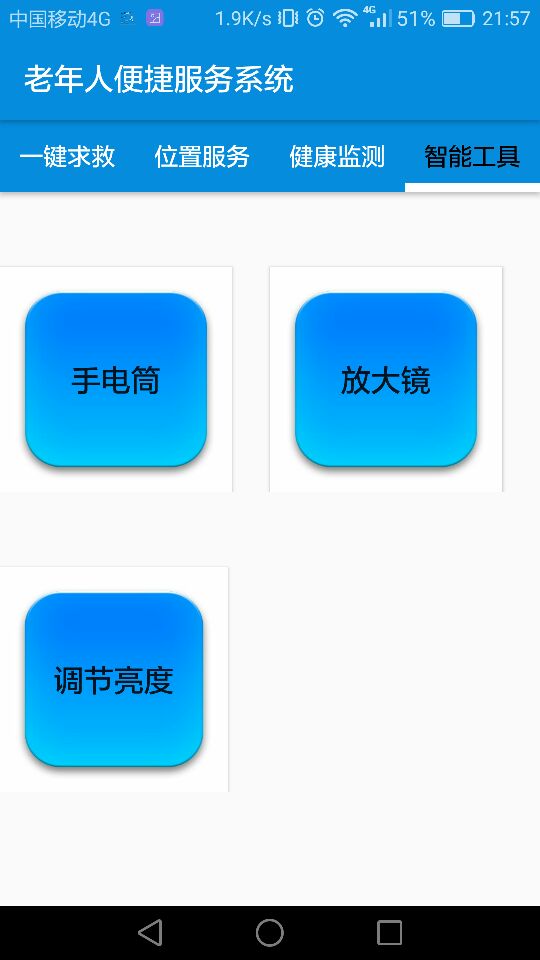 中国移动4G 1.9K/s 4G 51% 21:57
老年人便捷服务系统
一键求救 位置服务 健康监测 智能工具
手电筒 放大镜
调节亮度